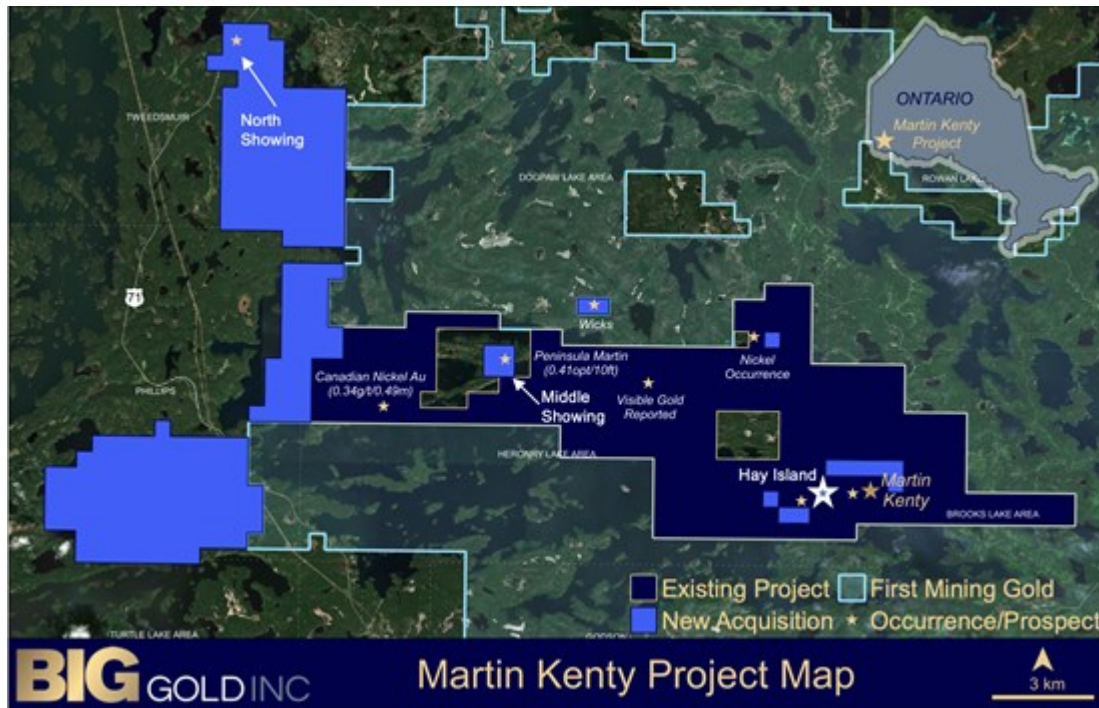 North
Showing
TWEEDSMUIR
ONTARIO
Martin Kenty
Project
DOGPAW LAKE AREA
71
Wicks
Canadian Nickel Au
(0.34g/t/0.49m)
Peninsula Martin
(0.41opt/10ft)
Middle
Showing
Visible Gold
Reported
Nickel
Occurrence
PHILLIPS
HERONRY LAKE AREA
Hay Island
Martin
Kenty
BROOKS LAKE AREA
Existing Project
First Mining Gold
New Acquisition
Occurrence/Prospect
TURTLE LAKE AREA
BIG GOLD INC
Martin Kenty Project Map
3 km